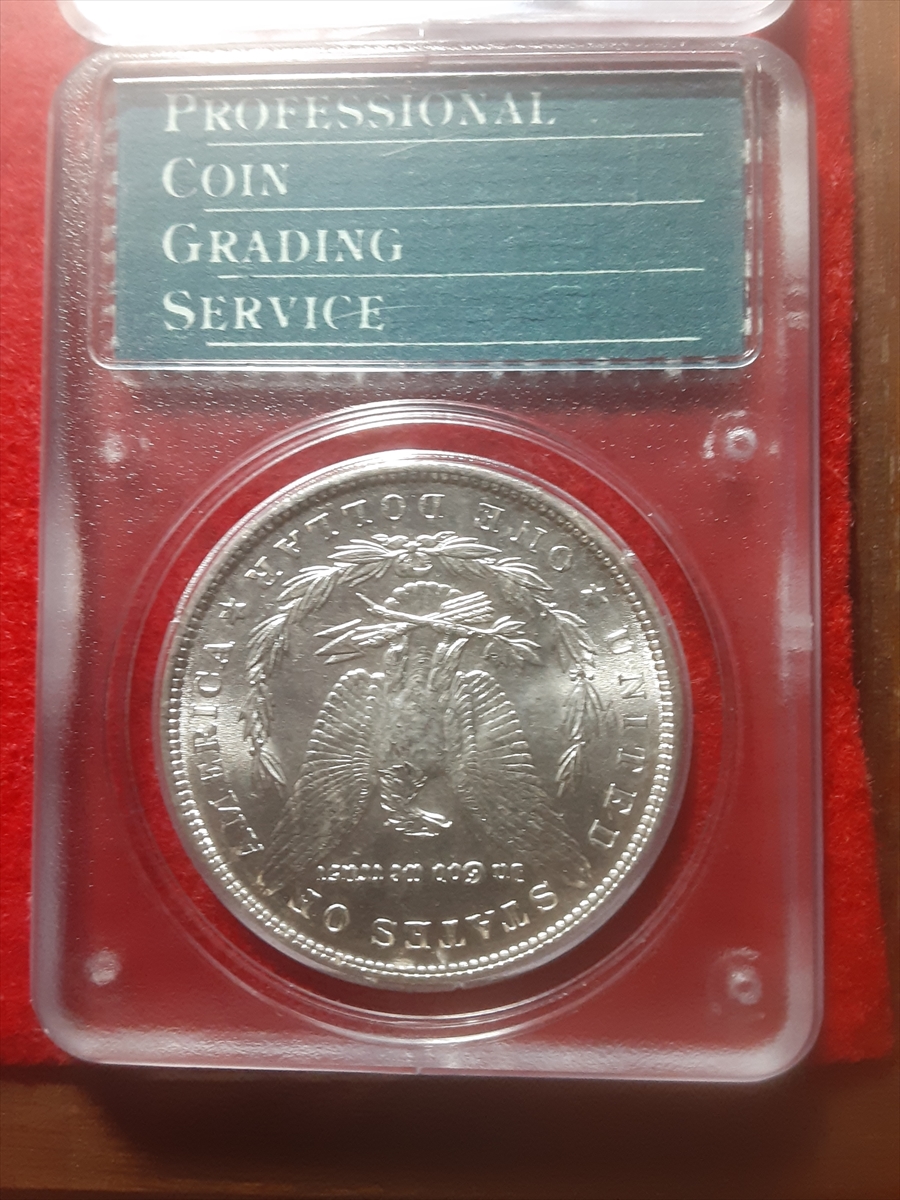 PROFESSIONAL
COIN
GRADING
SERVICE
UNITED STATES OF AMERICA
In God we trust
ONE DOLLAR